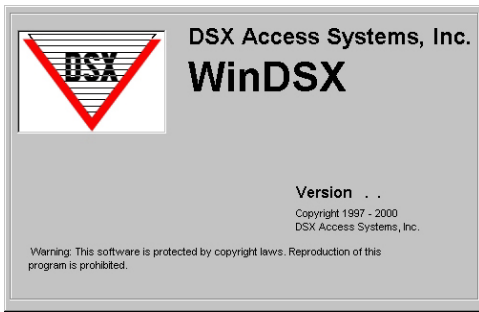 DSX Access Systems, Inc.
DSX
WinDSX
Version . .
Copyright 1997 - 2000
DSX Access Systems, Inc.
Warning: This software is protected by copyright laws. Reproduction of this
program is prohibited.